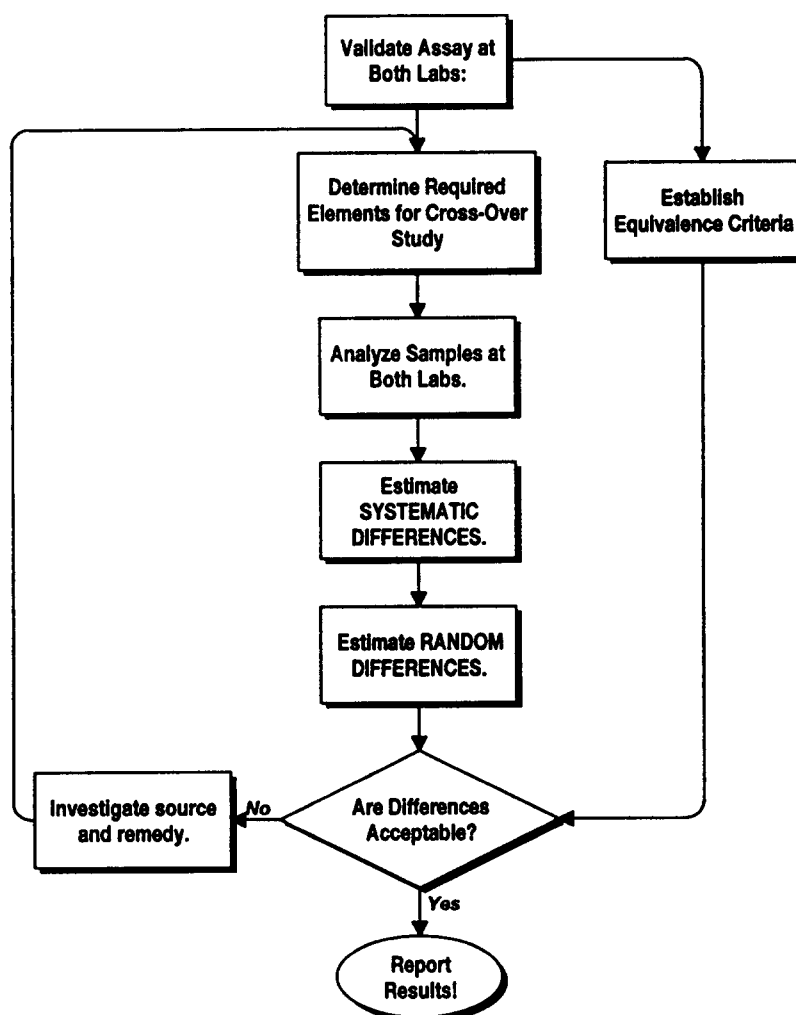 Validate Assay at
Both Labs:
Determine Required
Elements for Cross-Over
Study
Establish
Equivalence Criteria
Analyze Samples at
Both Labs.
Estimate
SYSTEMATIC
DIFFERENCES.
Estimate RANDOM
DIFFERENCES.
Investigate source
and remedy.
No
Are Differences
Acceptable?
Yes
Report
Results!